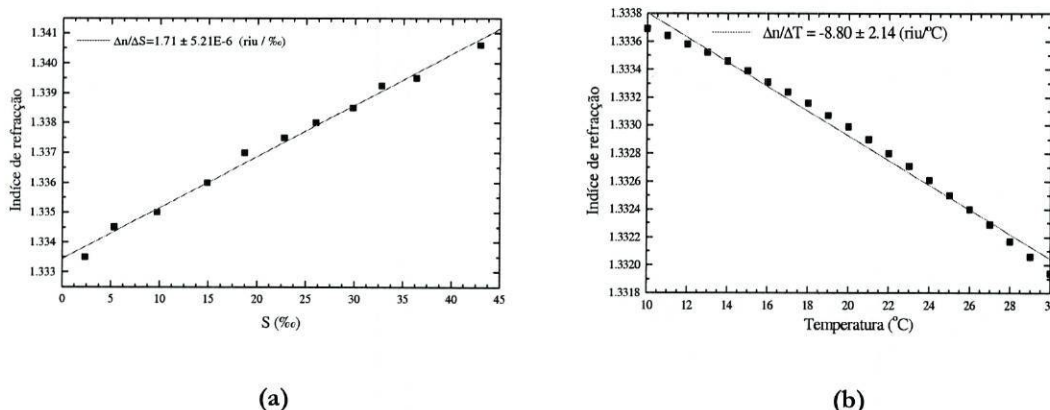 Δn/ΔS=1.71 ± 5.21E-6 (riu / ‰)
Indíce de refracção
1.341
1.340
1.339
1.338
1.337
1.336
1.335
1.334
1.333
0 5 10 15 20 25 30 35 40 45
S (‰)
(a)
Δn/ΔT = -8.80 ± 2.14 (riu/ºC)
Indíce de refracção
1.3338
1.3336
1.3334
1.3332
1.3330
1.3328
1.3326
1.3324
1.3322
1.3320
1.3318
10 12 14 16 18 20 22 24 26 28
Temperatura (ºC)
(b)